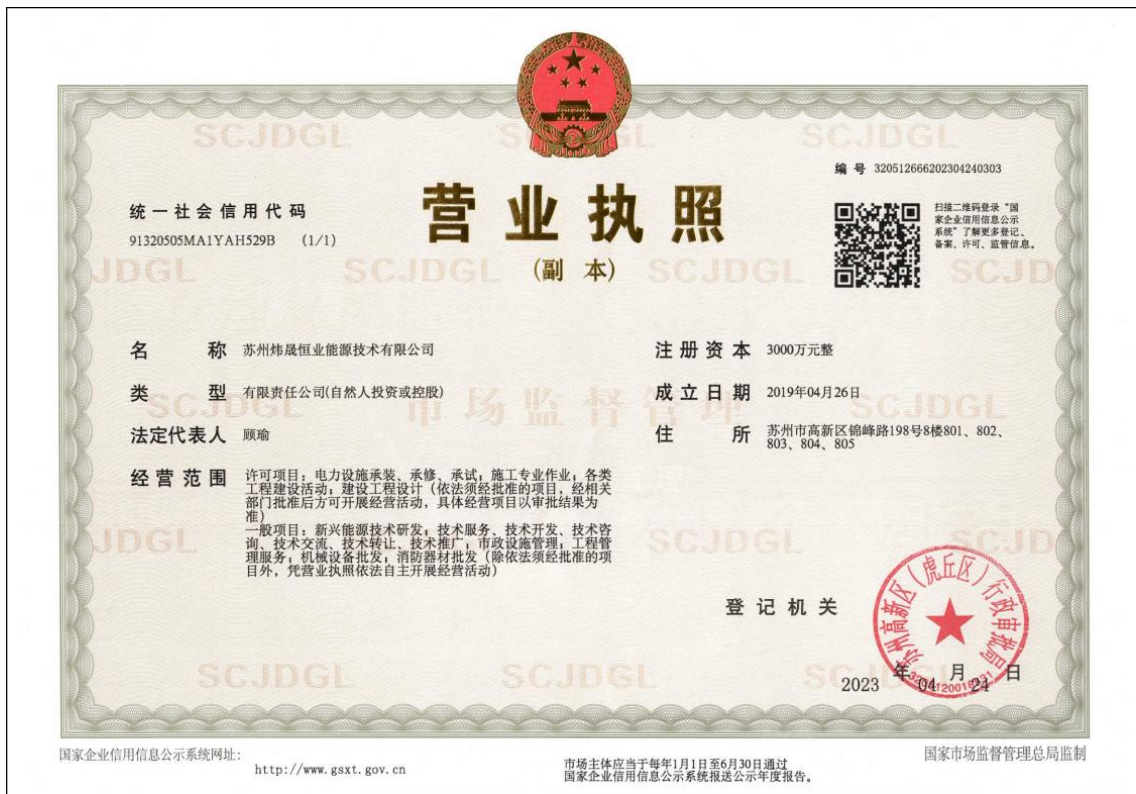 编 号 320512666202304240303
统一社会信用代码
91320505MA1YAH529B (1/1)
营业执照
(副 本)
扫描二维码登录“国
家企业信用信息公示
系统”了解更多登记、
备案、许可、监管信息。
名 称 苏州炜晟恒业能源技术有限公司
类 型 有限责任公司(自然人投资或控股)
法定代表人 顾瑜
经营范围 许可项目：电力设施承装、承修、承试；施工专业作业；各类
工程建设活动；建设工程设计（依法须经批准的项目，经相关
部门批准后方可开展经营活动，具体经营项目以审批结果为
准）
一般项目：新兴能源技术研发；技术服务、技术开发、技术咨
询、技术交流、技术转让、技术推广；市政设施管理；工程管
理服务；机械设备批发；消防器材批发（除依法须经批准的项
目外，凭营业执照依法自主开展经营活动）
注册资本 3000万元整
成立日期 2019年04月26日
住 所 苏州市高新区锦峰路198号8楼801、802、
803、804、805
登记机关
苏州高新区（虎丘区）行政审批局
2023 年 04 月 24 日
SCJDGL
市场监督管理
国家企业信用信息公示系统网址：
http://www.gsxt.gov.cn
市场主体应当于每年1月1日至6月30日通过
国家企业信用信息公示系统报送公示年度报告。
国家市场监督管理总局监制